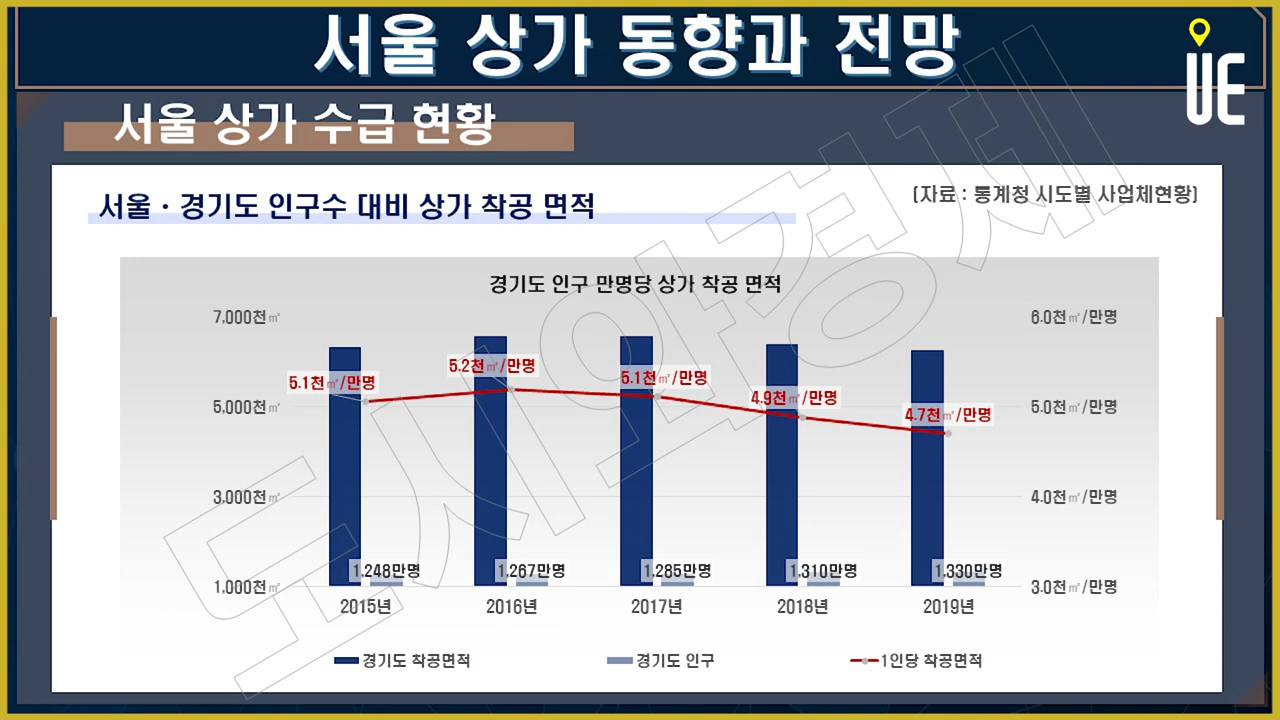 서울 상가 동향과 전망
UE
서울 상가 수급 현황
서울 · 경기도 인구수 대비 상가 착공 면적
(자료 : 통계청 시도별 사업체현황)
경기도 인구 만명당 상가 착공 면적
7,000천㎡
6.0천㎡/만명
5.1천㎡/만명
5.2천㎡/만명
5.1천㎡/만명
4.9천㎡/만명
4.7천㎡/만명
5,000천㎡
5.0천㎡/만명
3,000천㎡
4.0천㎡/만명
1,248만명
1,267만명
1,285만명
1,310만명
1,330만명
1,000천㎡
3.0천㎡/만명
2015년
2016년
2017년
2018년
2019년
경기도 착공면적
경기도 인구
1인당 착공면적
도시와경제